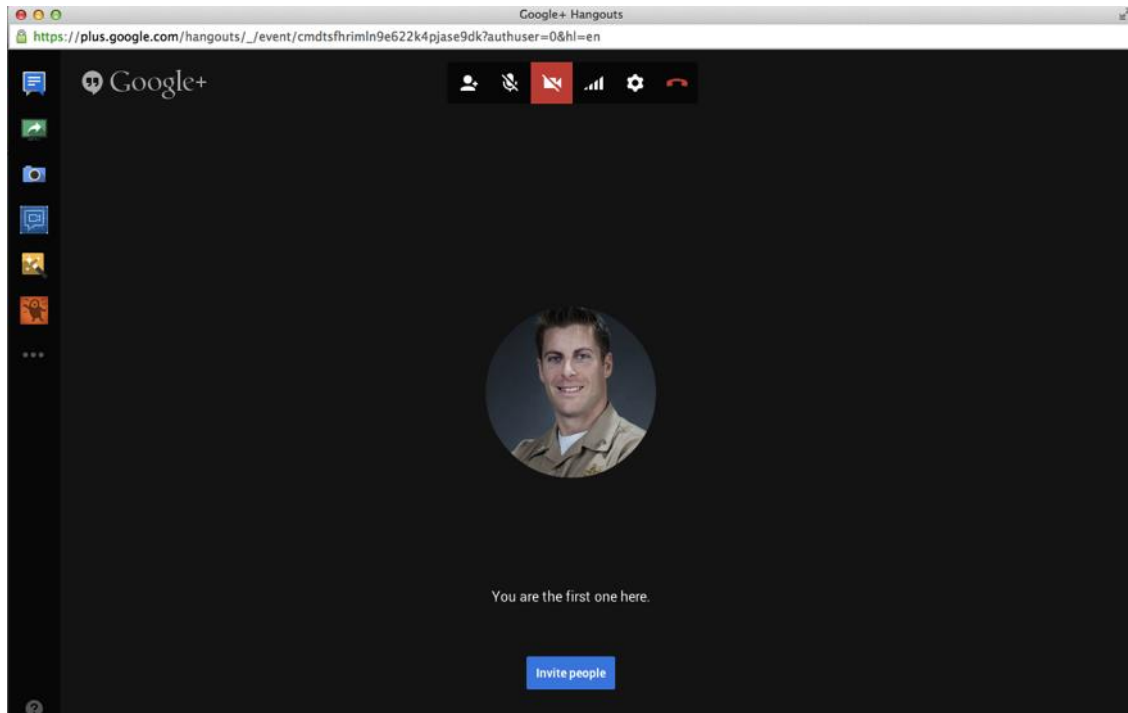 Google+ Hangouts
https://plus.google.com/hangouts/_/event/cmdtsfhrimln9e622k4pjase9dk?authuser=0&hl=en
Google+
You are the first one here.
Invite people